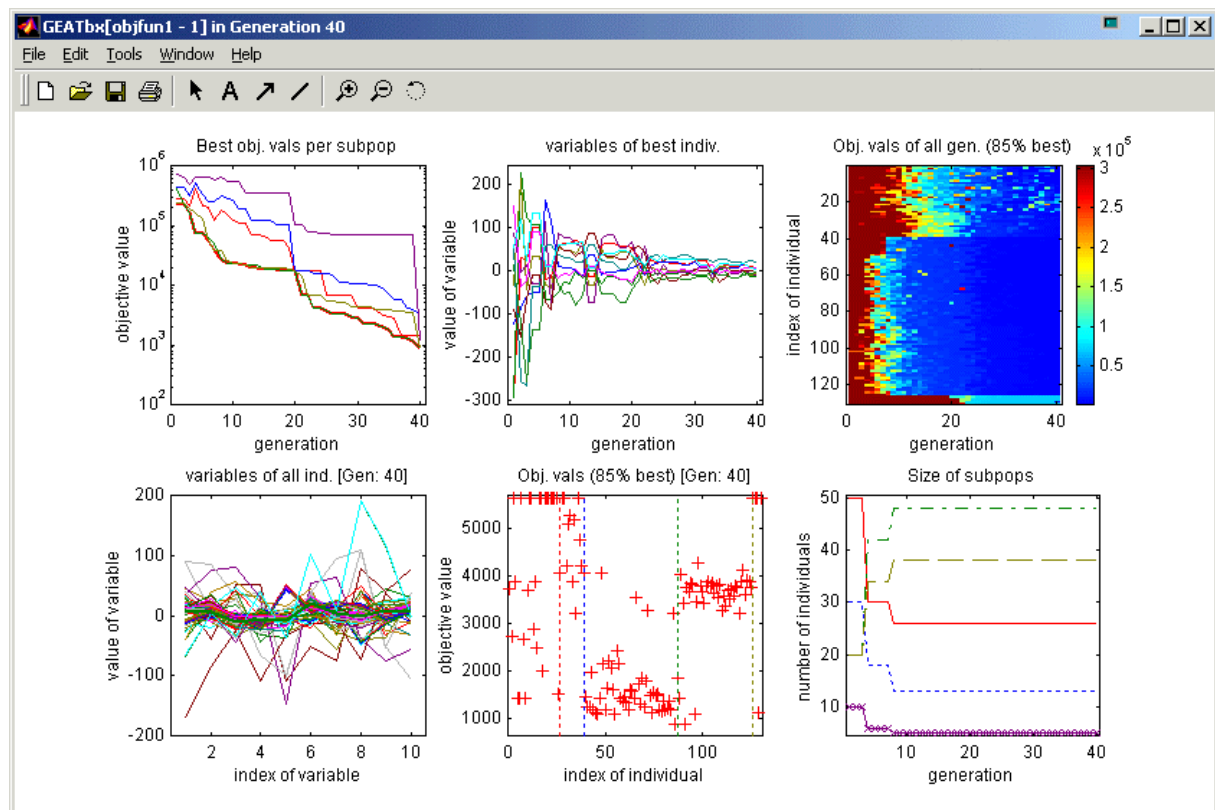 GEATbx[objfun1 - 1] in Generation 40
File Edit Tools Window Help
A
Best obj. vals per subpop
10^6
10^5
10^4
10^3
10^2
objective value
0 10 20 30 40
generation
variables of best indiv.
200
100
0
-100
-200
-300
value of variable
0 10 20 30 40
generation
Obj. vals of all gen. (85% best)
x 10^5
20
40
60
80
100
120
index of individual
0 20 40
generation
3
2.5
2
1.5
1
0.5
variables of all ind. [Gen: 40]
200
100
0
-100
-200
value of variable
2 4 6 8 10
index of variable
Obj. vals (85% best) [Gen: 40]
5000
4000
3000
2000
1000
objective value
0 50 100
index of individual
Size of subpops
50
40
30
20
10
number of individuals
10 20 30 40
generation